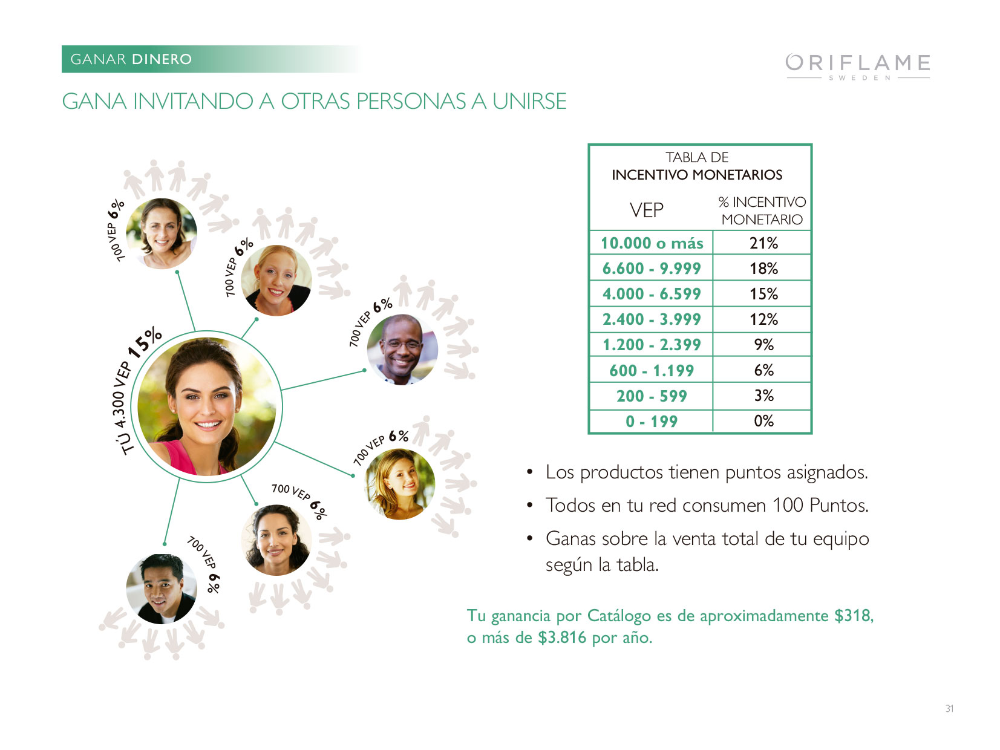 GANAR DINERO
ORIFLAME
SWEDEN
GANA INVITANDO A OTRAS PERSONAS A UNIRSE
700 VEP 6%
700 VEP 6%
700 VEP 6%
TÚ 4.300 VEP 15%
700 VEP 6%
700 VEP 6%
700 VEP 6%
TABLA DE
INCENTIVO MONETARIOS
VEP % INCENTIVO
MONETARIO
10.000 o más 21%
6.600 - 9.999 18%
4.000 - 6.599 15%
2.400 - 3.999 12%
1.200 - 2.399 9%
600 - 1.199 6%
200 - 599 3%
0 - 199 0%
• Los productos tienen puntos asignados.
• Todos en tu red consumen 100 Puntos.
• Ganas sobre la venta total de tu equipo
según la tabla.
Tu ganancia por Catálogo es de aproximadamente $318,
o más de $3.816 por año.
31